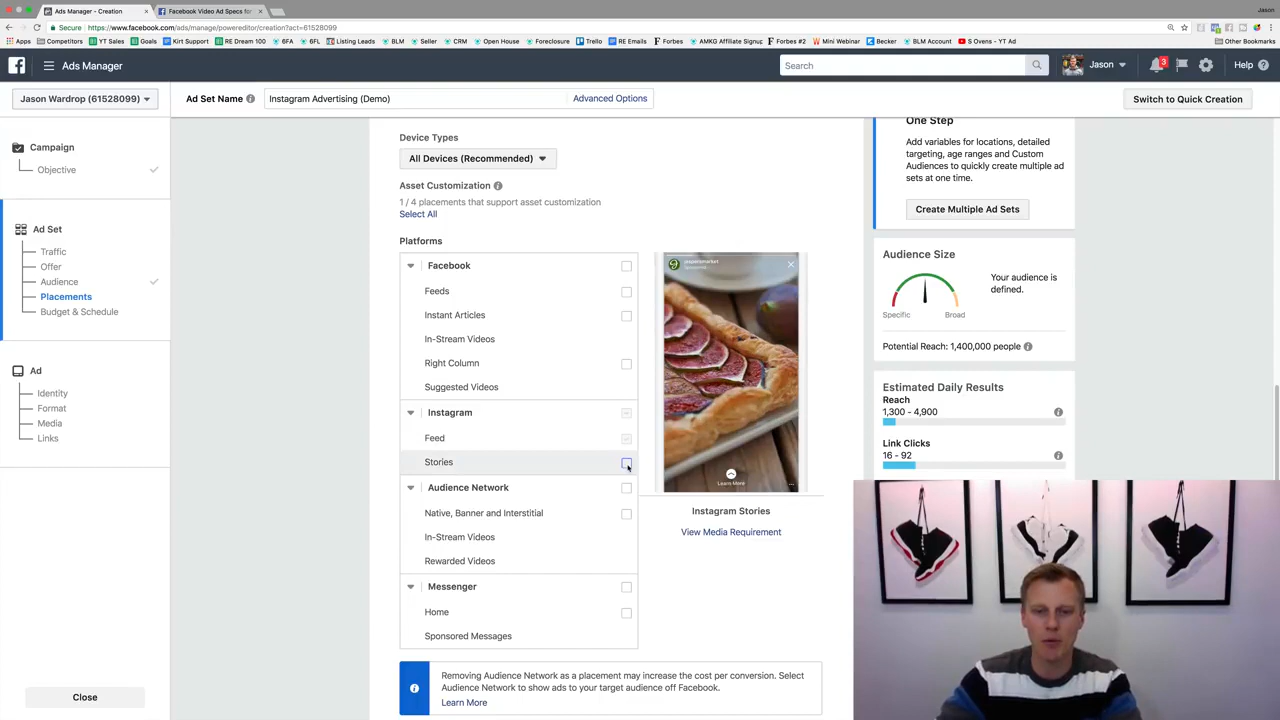 Ads Manager - Creation
Facebook Video Ad Specs for
Jason
Secure
https://www.facebook.com/ads/manage/powereditor/creation?act=61528099
Apps Competitors YT Sales Goals Kirt Support RE Dream 100 6FA 6FL Listing Leads BLM Seller CRM Open House Foreclosure Trello RE Emails Forbes AMKG Affiliate Signup Forbes #2 Mini Webinar Becker BLM Account S Ovens - YT Ad Other Bookmarks
Ads Manager
Search
Jason
3
Help
Jason Wardrop (61528099)
Ad Set Name
Instagram Advertising (Demo)
Advanced Options
Switch to Quick Creation
Campaign
Objective
Ad Set
Traffic
Offer
Audience
Placements
Budget & Schedule
Ad
Identity
Format
Media
Links
Close
Device Types
All Devices (Recommended)
Asset Customization
1 / 4 placements that support asset customization
Select All
Platforms
Facebook
Feeds
Instant Articles
In-Stream Videos
Right Column
Suggested Videos
Instagram
Feed
Stories
Audience Network
Native, Banner and Interstitial
In-Stream Videos
Rewarded Videos
Messenger
Home
Sponsored Messages
Learn More
Instagram Stories
View Media Requirement
Removing Audience Network as a placement may increase the cost per conversion. Select
Audience Network to show ads to your target audience off Facebook.
Learn More
One Step
Add variables for locations, detailed
targeting, age ranges and Custom
Audiences to quickly create multiple ad
sets at one time.
Create Multiple Ad Sets
Audience Size
Your audience is
defined.
Specific
Broad
Potential Reach: 1,400,000 people
Estimated Daily Results
Reach
1,300 - 4,900
Link Clicks
16 - 92